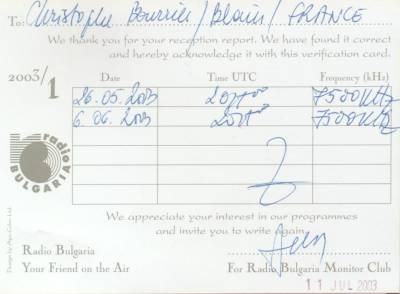 To: Christophe Bourrier / Blain / FRANCE
We thank you for your reception report. We have found it correct
and hereby acknowledge it with this verification card.
2003/1
Date Time UTC Frequency (kHz)
26.05.2003 7500 KHz
6.06.2003 7500 KHz
radio
BULGARIA
We appreciate your interest in our programmes
and invite you to write again.
Radio Bulgaria
Your Friend on the Air
For Radio Bulgaria Monitor Club
11 JUL 2003